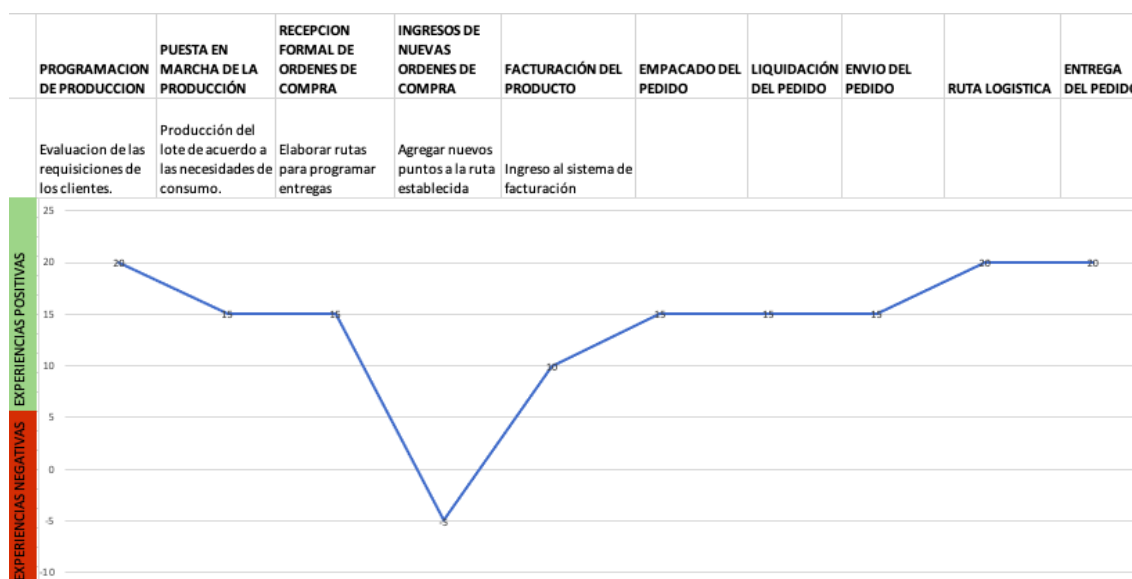 PROGRAMACION
DE PRODUCCION
PUESTA EN
MARCHA DE LA
PRODUCCIÓN
RECEPCION
FORMAL DE
ORDENES DE
COMPRA
INGRESOS DE
NUEVAS
ORDENES DE
COMPRA
FACTURACIÓN DEL
PRODUCTO
EMPACADO DEL
PEDIDO
LIQUIDACIÓN
DEL PEDIDO
ENVIO DEL
PEDIDO
RUTA LOGISTICA
ENTREGA
DEL PEDIDO
Evaluacion de las
requisiciones de
los clientes.
Producción del
lote de acuerdo a
las necesidades de
consumo.
Elaborar rutas
para programar
entregas
Agregar nuevos
puntos a la ruta
establecida
Ingreso al sistema de
facturación
EXPERIENCIAS POSITIVAS
EXPERIENCIAS NEGATIVAS
25
20
15
10
5
0
-5
-10
20
15
15
-5
10
15
15
15
20
20